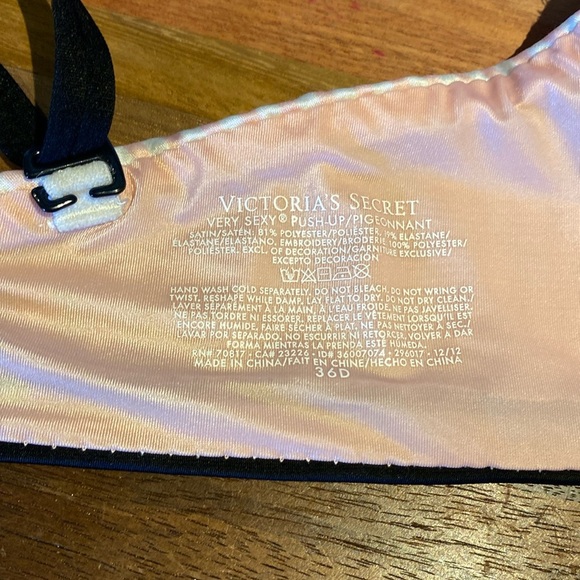 VICTORIA'S SECRET
VERY SEXY® PUSH-UP/PIGEONNANT
SATIN/SATÉN: 81% POLYESTER/POLIÉSTER, 19% ELASTANE/
ÉLASTANE/ELASTANO. EMBROIDERY/BRODERIE 100% POLYESTER/
POLIÉSTER. EXCL. OF DECORATION/GARNITURE EXCLUSIVE/
EXCEPTO DECORACIÓN
HAND WASH COLD SEPARATELY. DO NOT BLEACH. DO NOT WRING OR
TWIST. RESHAPE WHILE DAMP. LAY FLAT TO DRY. DO NOT DRY CLEAN./
LAVER SÉPARÉMENT À LA MAIN, À L'EAU FROIDE. NE PAS JAVELLISER.
NE PAS TORDRE NI ESSORER. REPLACER LE VÊTEMENT LORSQU'IL EST
ENCORE HUMIDE. FAIRE SÉCHER À PLAT. NE PAS NETTOYER À SEC./
LAVAR POR SEPARADO. NO ESCURRIR NI RETORCER. VOLVER A DAR
FORMA MIENTRAS LA PRENDA ESTÉ HÚMEDA.
RN# 70817 • CA# 23226 • ID# 36007074 • 296017 • 12/12
MADE IN CHINA/FAIT EN CHINE/HECHO EN CHINA
36D